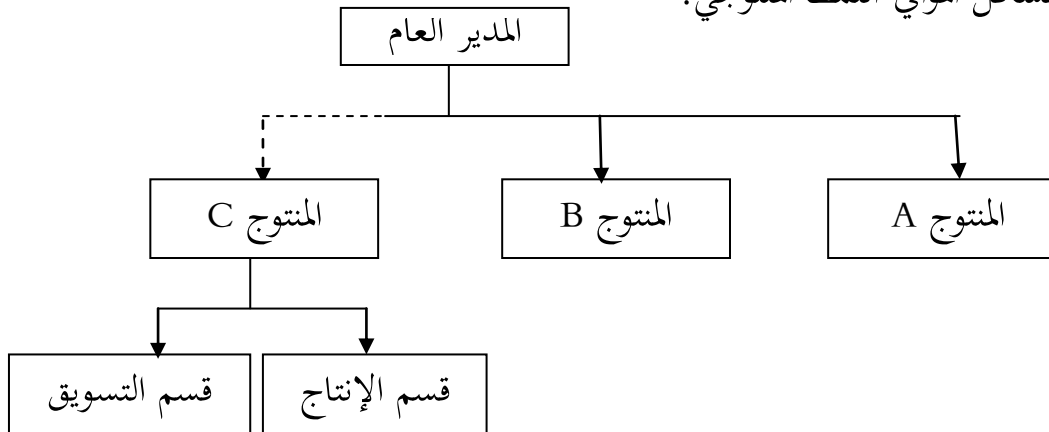 المدير العام
المنتوج A
المنتوج B
المنتوج C
قسم الإنتاج
قسم التسويق